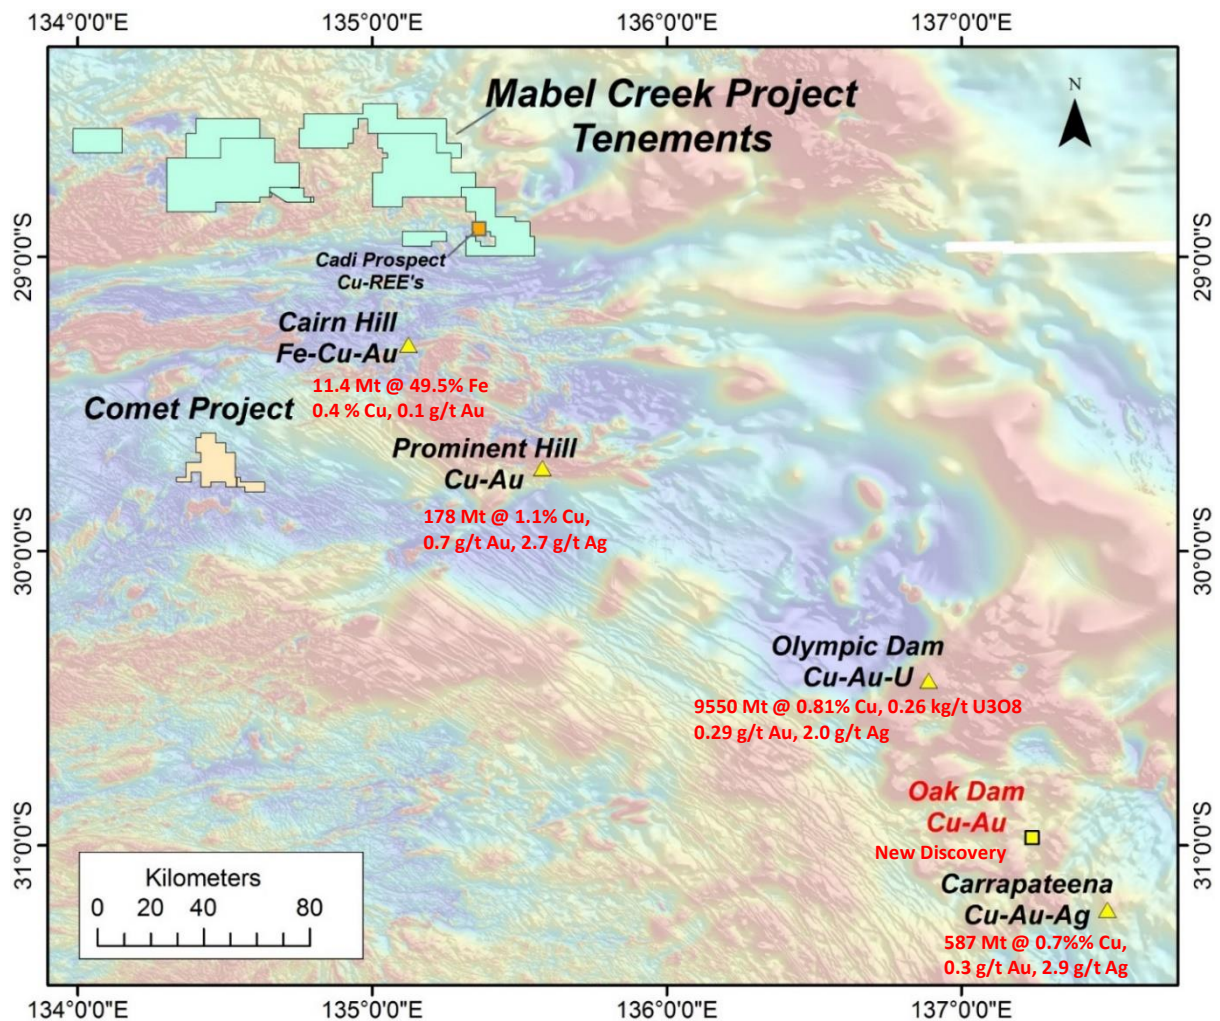 134°0'0"E
135°0'0"E
136°0'0"E
137°0'0"E
Mabel Creek Project
Tenements
N
29°0'0"S
29°0'0"S
Cadi Prospect
Cu-REE's
Cairn Hill
Fe-Cu-Au
11.4 Mt @ 49.5% Fe
0.4 % Cu, 0.1 g/t Au
Comet Project
Prominent Hill
Cu-Au
178 Mt @ 1.1% Cu,
0.7 g/t Au, 2.7 g/t Ag
30°0'0"S
30°0'0"S
Olympic Dam
Cu-Au-U
9550 Mt @ 0.81% Cu, 0.26 kg/t U3O8
0.29 g/t Au, 2.0 g/t Ag
Oak Dam
Cu-Au
New Discovery
31°0'0"S
31°0'0"S
Carrapateena
Cu-Au-Ag
587 Mt @ 0.7%% Cu,
0.3 g/t Au, 2.9 g/t Ag
Kilometers
0 20 40 80
134°0'0"E
135°0'0"E
136°0'0"E
137°0'0"E